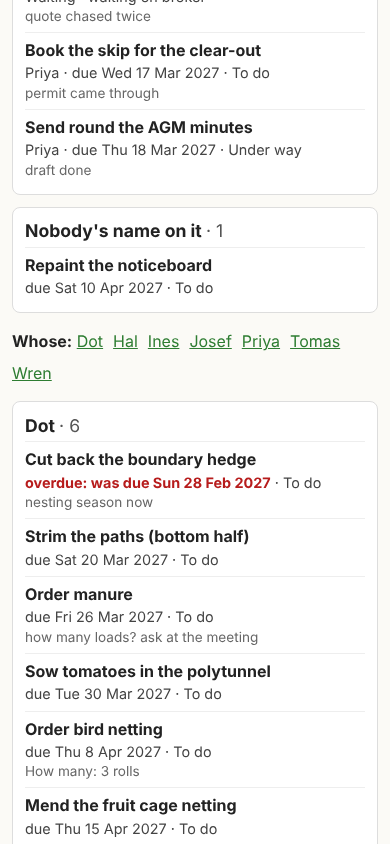 quote chased twice
Book the skip for the clear-out
Priya · due Wed 17 Mar 2027 · To do
permit came through
Send round the AGM minutes
Priya · due Thu 18 Mar 2027 · Under way
draft done
Nobody's name on it · 1
Repaint the noticeboard
due Sat 10 Apr 2027 · To do
Whose: Dot Hal Ines Josef Priya Tomas
Wren
Dot · 6
Cut back the boundary hedge
overdue: was due Sun 28 Feb 2027 · To do
nesting season now
Strim the paths (bottom half)
due Sat 20 Mar 2027 · To do
Order manure
due Fri 26 Mar 2027 · To do
how many loads? ask at the meeting
Sow tomatoes in the polytunnel
due Tue 30 Mar 2027 · To do
Order bird netting
due Thu 8 Apr 2027 · To do
How many: 3 rolls
Mend the fruit cage netting
due Thu 15 Apr 2027 · To do